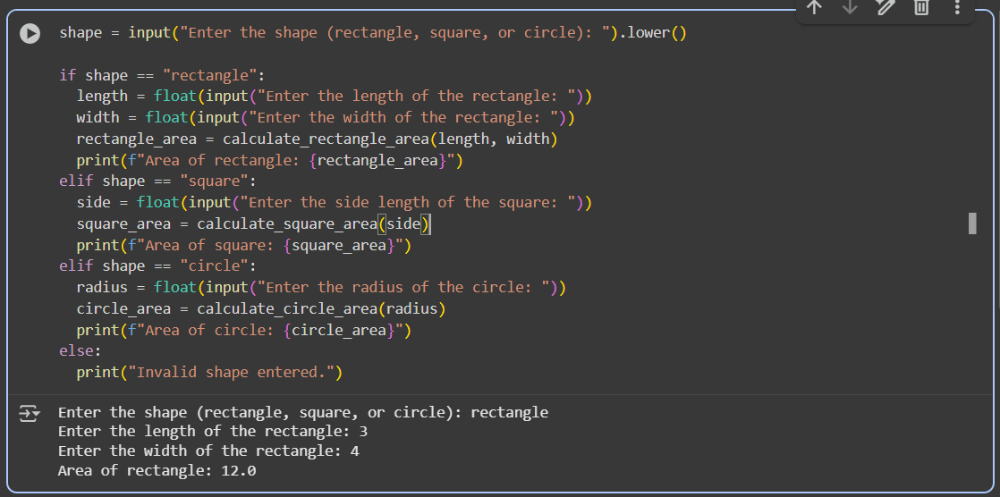 shape = input("Enter the shape (rectangle, square, or circle): ").lower()

if shape == "rectangle":
  length = float(input("Enter the length of the rectangle: "))
  width = float(input("Enter the width of the rectangle: "))
  rectangle_area = calculate_rectangle_area(length, width)
  print(f"Area of rectangle: {rectangle_area}")
elif shape == "square":
  side = float(input("Enter the side length of the square: "))
  square_area = calculate_square_area(side)
  print(f"Area of square: {square_area}")
elif shape == "circle":
  radius = float(input("Enter the radius of the circle: "))
  circle_area = calculate_circle_area(radius)
  print(f"Area of circle: {circle_area}")
else:
  print("Invalid shape entered.")
Enter the shape (rectangle, square, or circle): rectangle
Enter the length of the rectangle: 3
Enter the width of the rectangle: 4
Area of rectangle: 12.0